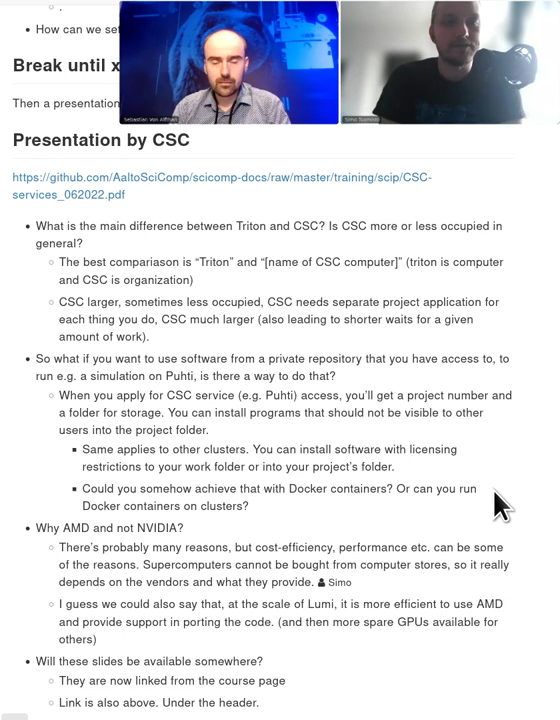 How can we set
Break until x
Then a presentation
Sebastian Von Alfthan
Simo Tuomisto
Presentation by CSC
https://github.com/AaltoSciComp/scicomp-docs/raw/master/training/scip/CSC-
services_062022.pdf
What is the main difference between Triton and CSC? Is CSC more or less occupied in
general?
The best compariason is “Triton” and “[name of CSC computer]” (triton is computer
and CSC is organization)
CSC larger, sometimes less occupied, CSC needs separate project application for
each thing you do, CSC much larger (also leading to shorter waits for a given
amount of work).
So what if you want to use software from a private repository that you have access to, to
run e.g. a simulation on Puhti, is there a way to do that?
When you apply for CSC service (e.g. Puhti) access, you’ll get a project number and
a folder for storage. You can install programs that should not be visible to other
users into the project folder.
Same applies to other clusters. You can install software with licensing
restrictions to your work folder or into your project’s folder.
Could you somehow achieve that with Docker containers? Or can you run
Docker containers on clusters?
Why AMD and not NVIDIA?
There’s probably many reasons, but cost-efficiency, performance etc. can be some
of the reasons. Supercomputers cannot be bought from computer stores, so it really
depends on the vendors and what they provide. Simo
I guess we could also say that, at the scale of Lumi, it is more efficient to use AMD
and provide support in porting the code. (and then more spare GPUs available for
others)
Will these slides be available somewhere?
They are now linked from the course page
Link is also above. Under the header.